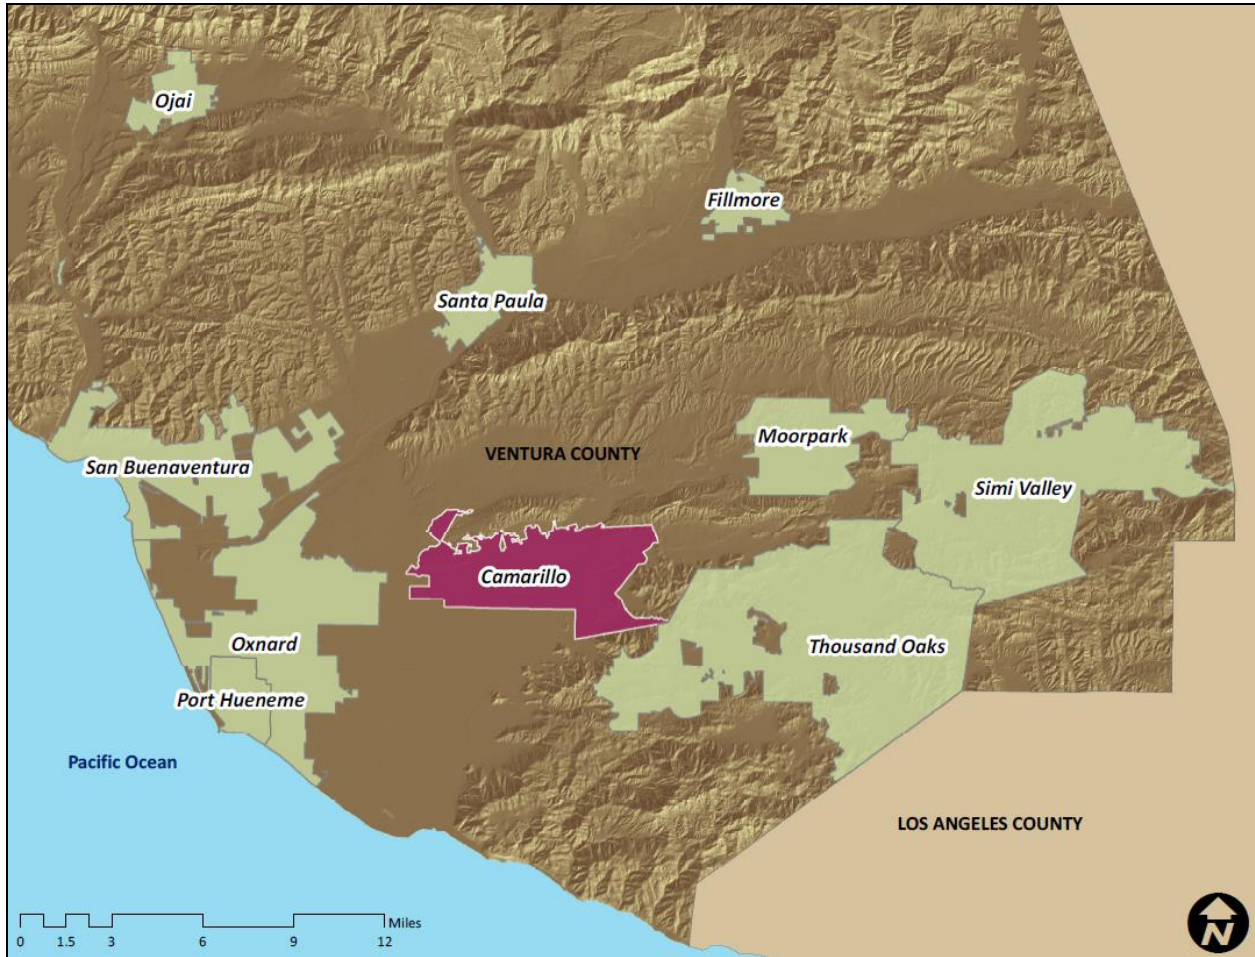 Ojai
Fillmore
Santa Paula
Moorpark
VENTURA COUNTY
San Buenaventura
Simi Valley
Camarillo
Oxnard
Thousand Oaks
Port Hueneme
Pacific Ocean
LOS ANGELES COUNTY
Miles
0 1.5 3 6 9 12
N